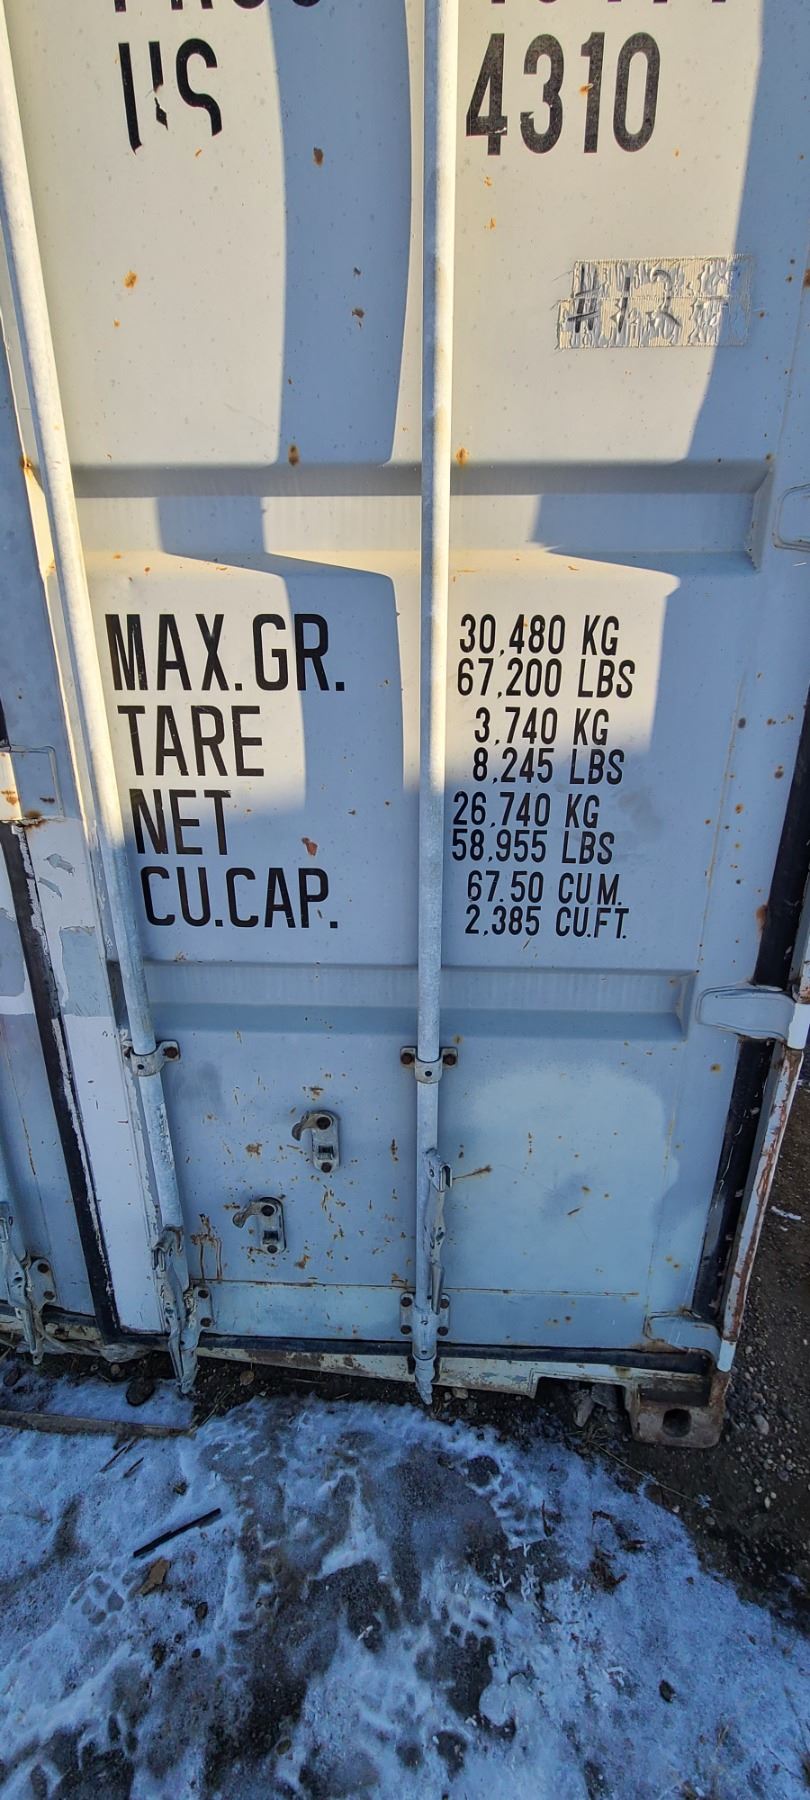 US 4310
MAX.GR. 30,480 KG
67,200 LBS
TARE 3,740 KG
8,245 LBS
NET 26,740 KG
58,955 LBS
CU.CAP. 67.50 CU M.
2,385 CU.FT.